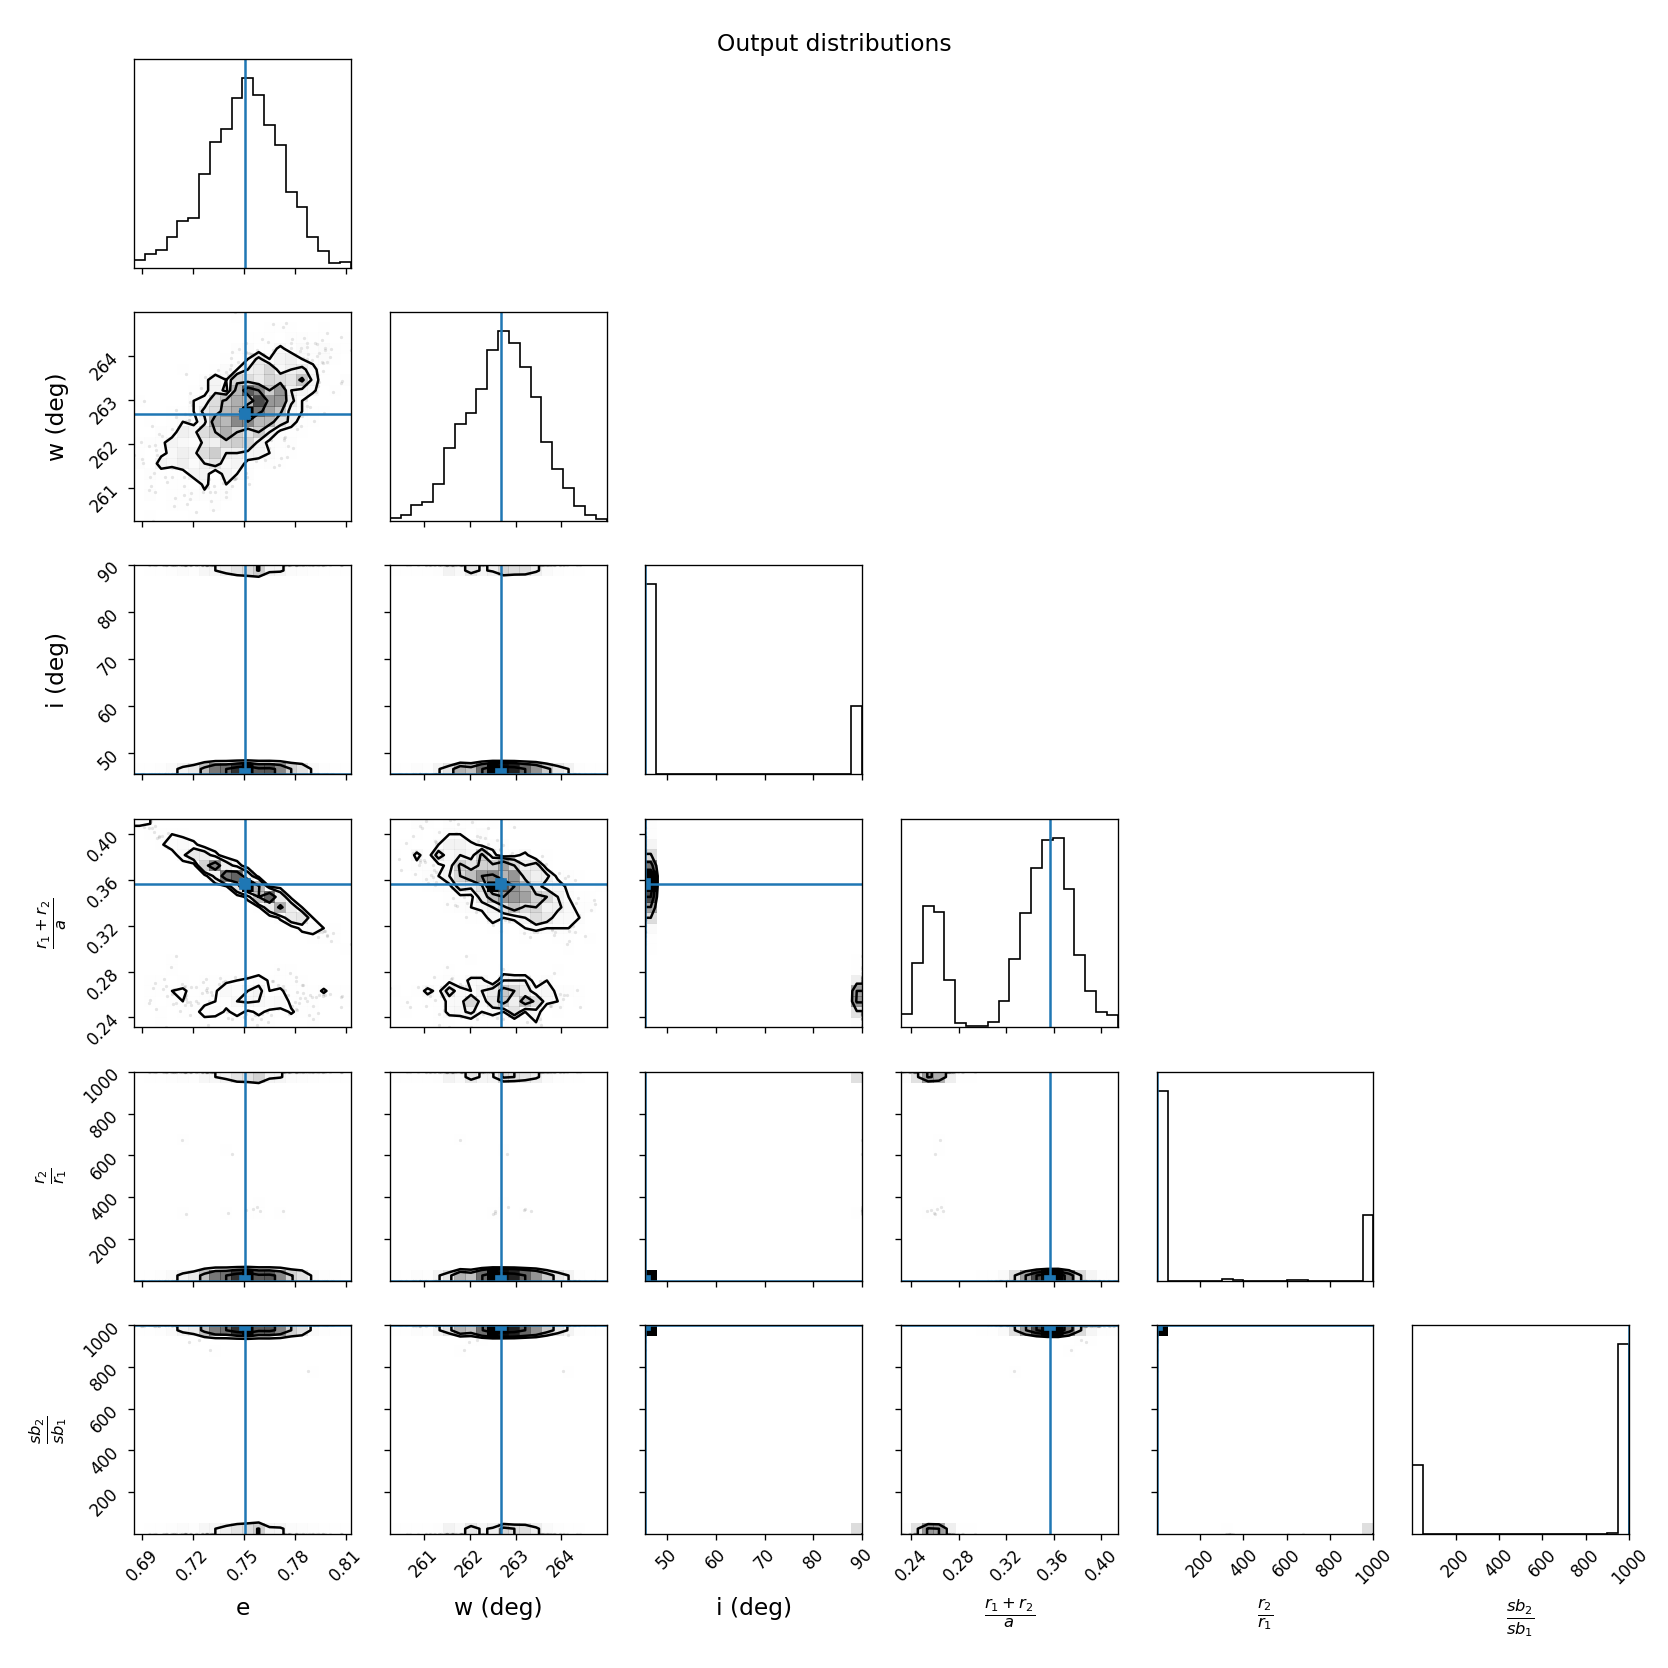 Output distributions
w (deg)
264
263
262
261
i (deg)
90
80
70
60
50
r₁ + r₂
a
0.40
0.36
0.32
0.28
0.24
r₂
r₁
1000
800
600
400
200
sb₂
sb₁
1000
800
600
400
200
0.69 0.72 0.75 0.78 0.81 261 262 263 264 50 60 70 80 90 0.24 0.28 0.32 0.36 0.40 200 400 600 800 1000 200 400 600 800 1000
e w (deg) i (deg) r₁ + r₂ r₂ sb₂
a r₁ sb₁